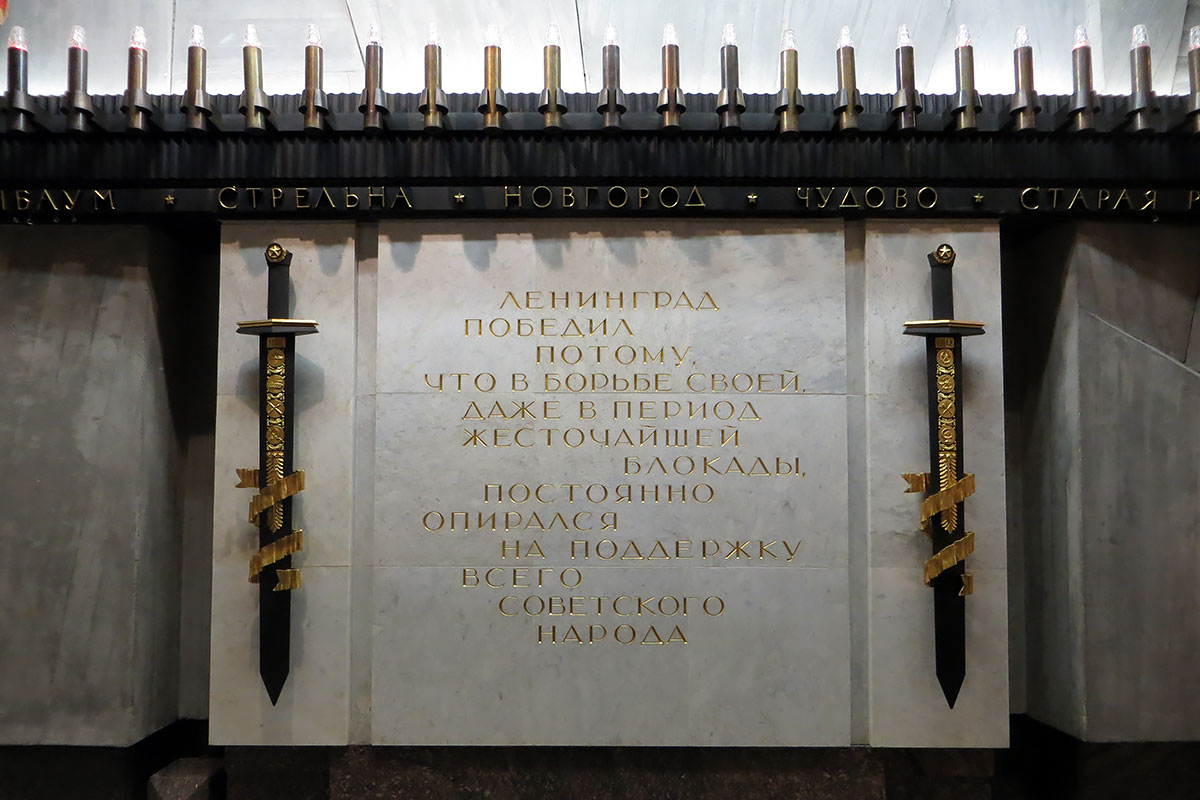 СТРЕЛЬНА * НОВГОРОД * ЧУДОВО * СТАРАЯ
ЛЕНИНГРАД
ПОБЕДИЛ
ПОТОМУ,
ЧТО В БОРЬБЕ СВОЕЙ,
ДАЖЕ В ПЕРИОД
ЖЕСТОЧАЙШЕЙ
БЛОКАДЫ,
ПОСТОЯННО
ОПИРАЛСЯ
НА ПОДДЕРЖКУ
ВСЕГО
СОВЕТСКОГО
НАРОДА